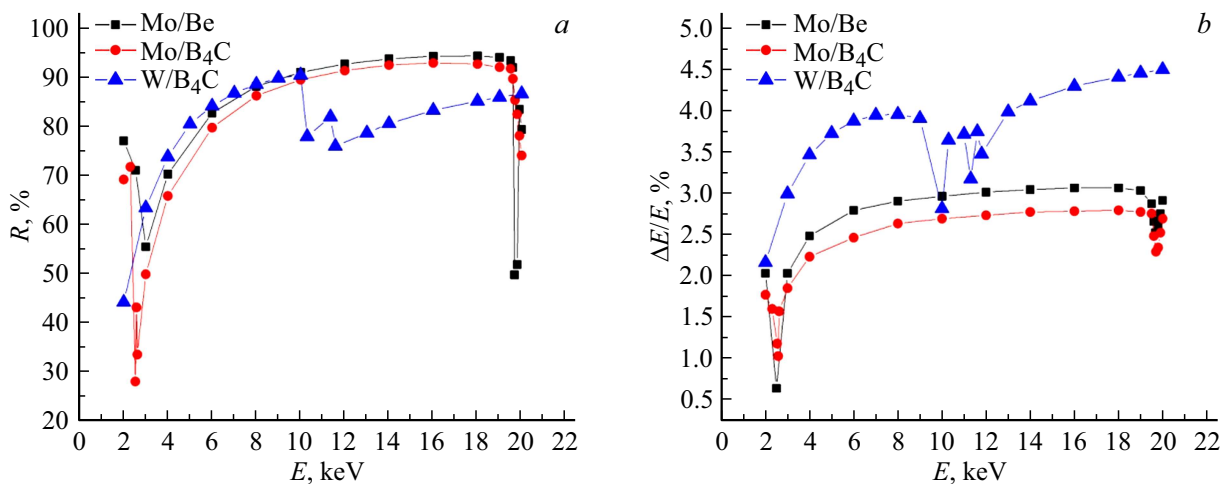 Mo/Be
Mo/B₄C
W/B₄C
a
100
90
80
70
60
50
40
30
20
R, %
0 2 4 6 8 10 12 14 16 18 20 22
E, keV
Mo/Be
Mo/B₄C
W/B₄C
b
5.0
4.5
4.0
3.5
3.0
2.5
2.0
1.5
1.0
0.5
ΔE/E, %
0 2 4 6 8 10 12 14 16 18 20 22
E, keV